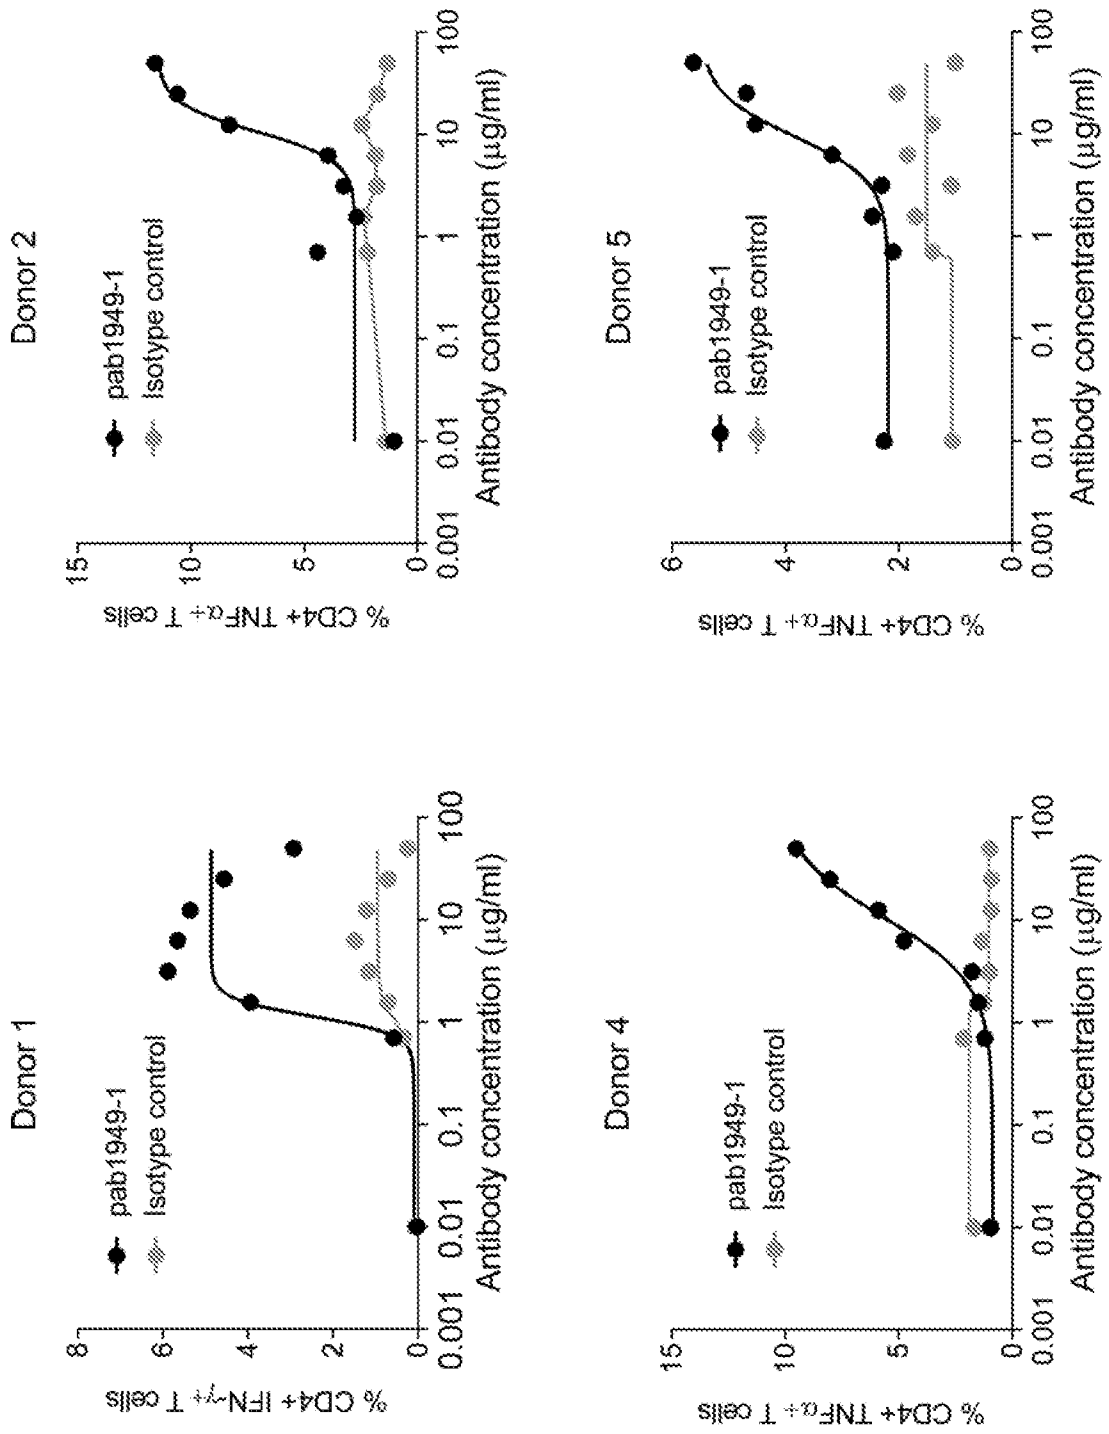 Donor 1
% CD4+ IFN-γ+ T cells
8
6
4
2
0
pab1949-1
Isotype control
0.001
0.01
0.1
1
10
100
Antibody concentration (μg/ml)
Donor 2
% CD4+ TNFα+ T cells
15
10
5
0
pab1949-1
Isotype control
0.001
0.01
0.1
1
10
100
Antibody concentration (μg/ml)
Donor 4
% CD4+ TNFα+ T cells
15
10
5
0
pab1949-1
Isotype control
0.001
0.01
0.1
1
10
100
Antibody concentration (μg/ml)
Donor 5
% CD4+ TNFα+ T cells
6
4
2
0
pab1949-1
Isotype control
0.001
0.01
0.1
1
10
100
Antibody concentration (μg/ml)